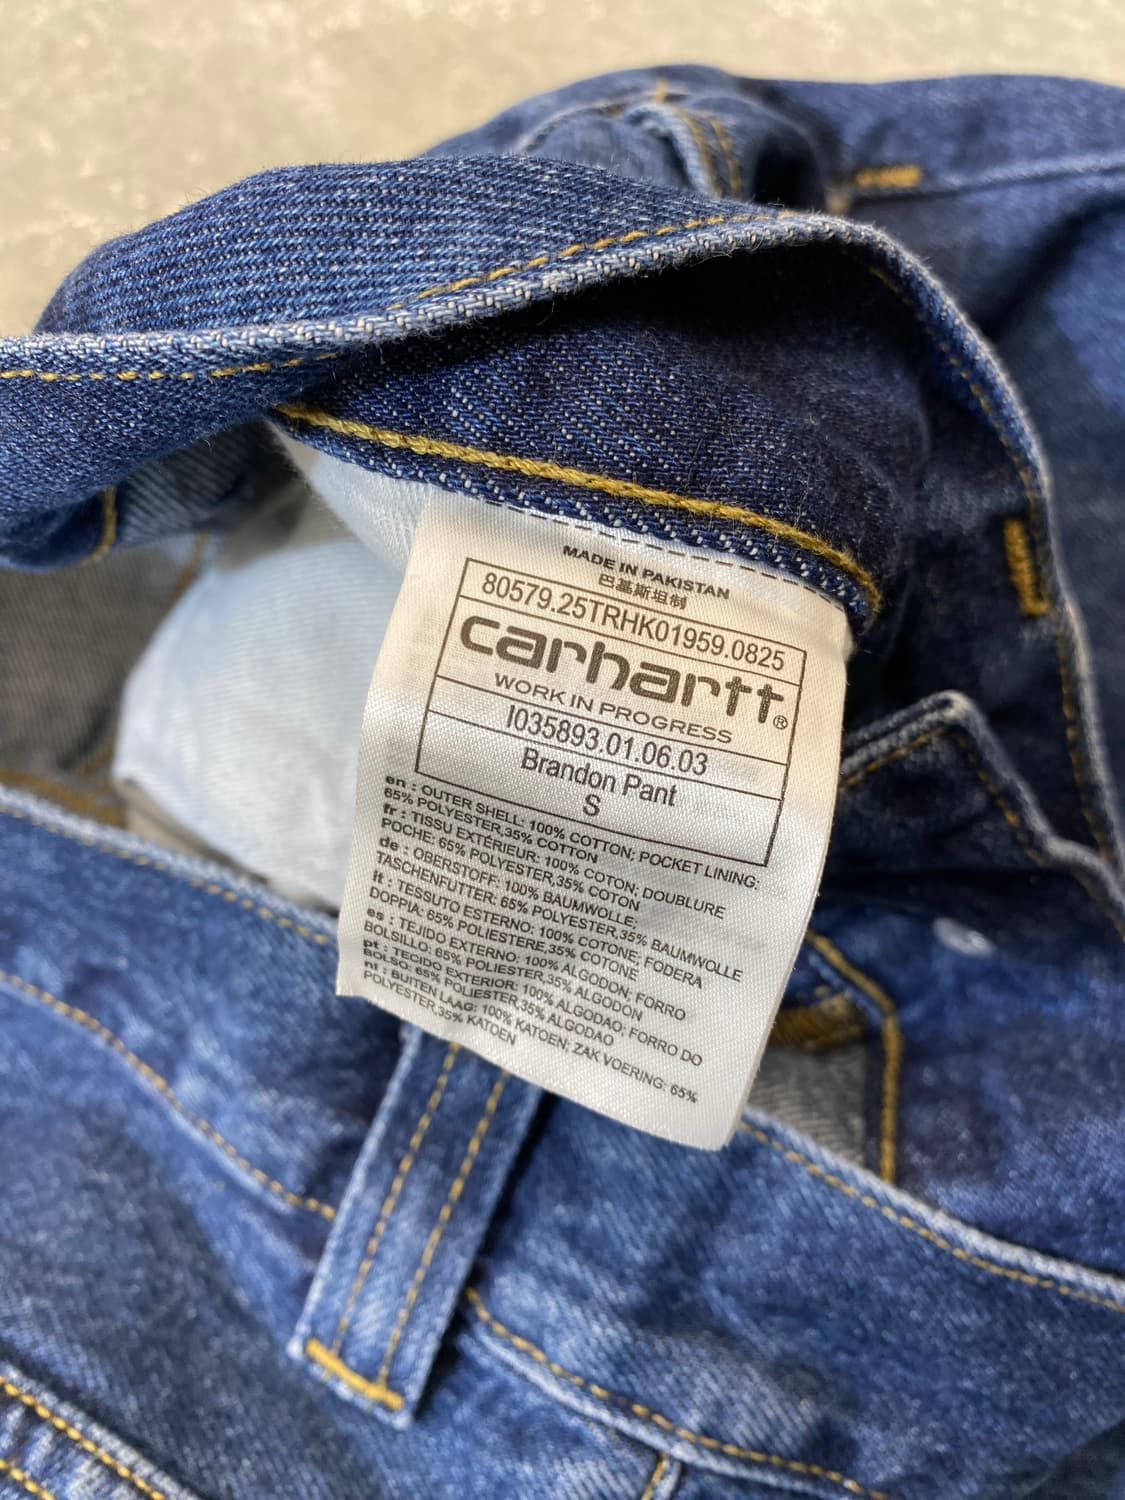 MADE IN PAKISTAN
巴基斯坦制
80579.25TRHK01959.0825
carhartt®
WORK IN PROGRESS
I035893.01.06.03
Brandon Pant
S
en : OUTER SHELL: 100% COTTON; POCKET LINING:
65% POLYESTER,35% COTTON
fr : TISSU EXTERIEUR: 100% COTON; DOUBLURE
POCHE: 65% POLYESTER,35% COTON
de : OBERSTOFF: 100% BAUMWOLLE;
TASCHENFUTTER: 65% POLYESTER,35% BAUMWOLLE
it : TESSUTO ESTERNO: 100% COTONE; FODERA
DOPPIA: 65% POLIESTERE,35% COTONE
es : TEJIDO EXTERNO: 100% ALGODON; FORRO
BOLSILLO: 65% POLIESTER,35% ALGODON
pt : TECIDO EXTERIOR: 100% ALGODAO; FORRO DO
BOLSO: 65% POLIESTER,35% ALGODAO
nl : BUITEN LAAG: 100% KATOEN; ZAK VOERING: 65%
POLYESTER,35% KATOEN